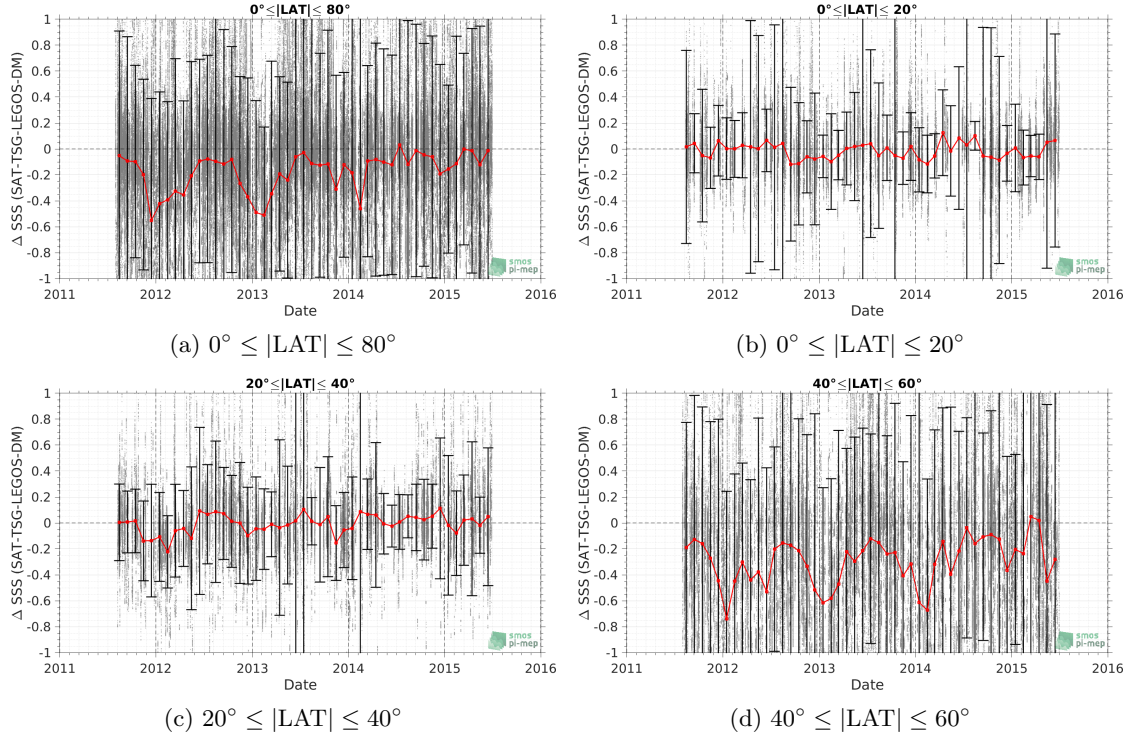 0°≤|LAT|≤ 80°
Δ SSS (SAT-TSG-LEGOS-DM)
1
0.8
0.6
0.4
0.2
0
-0.2
-0.4
-0.6
-0.8
-1
smos
pi-mep
2011 2012 2013 2014 2015 2016
Date
(a) 0° ≤ |LAT| ≤ 80°
0°≤|LAT|≤ 20°
Δ SSS (SAT-TSG-LEGOS-DM)
1
0.8
0.6
0.4
0.2
0
-0.2
-0.4
-0.6
-0.8
-1
smos
pi-mep
2011 2012 2013 2014 2015 2016
Date
(b) 0° ≤ |LAT| ≤ 20°
20°≤|LAT|≤ 40°
Δ SSS (SAT-TSG-LEGOS-DM)
1
0.8
0.6
0.4
0.2
0
-0.2
-0.4
-0.6
-0.8
-1
smos
pi-mep
2011 2012 2013 2014 2015 2016
Date
(c) 20° ≤ |LAT| ≤ 40°
40°≤|LAT|≤ 60°
Δ SSS (SAT-TSG-LEGOS-DM)
1
0.8
0.6
0.4
0.2
0
-0.2
-0.4
-0.6
-0.8
-1
smos
pi-mep
2011 2012 2013 2014 2015 2016
Date
(d) 40° ≤ |LAT| ≤ 60°